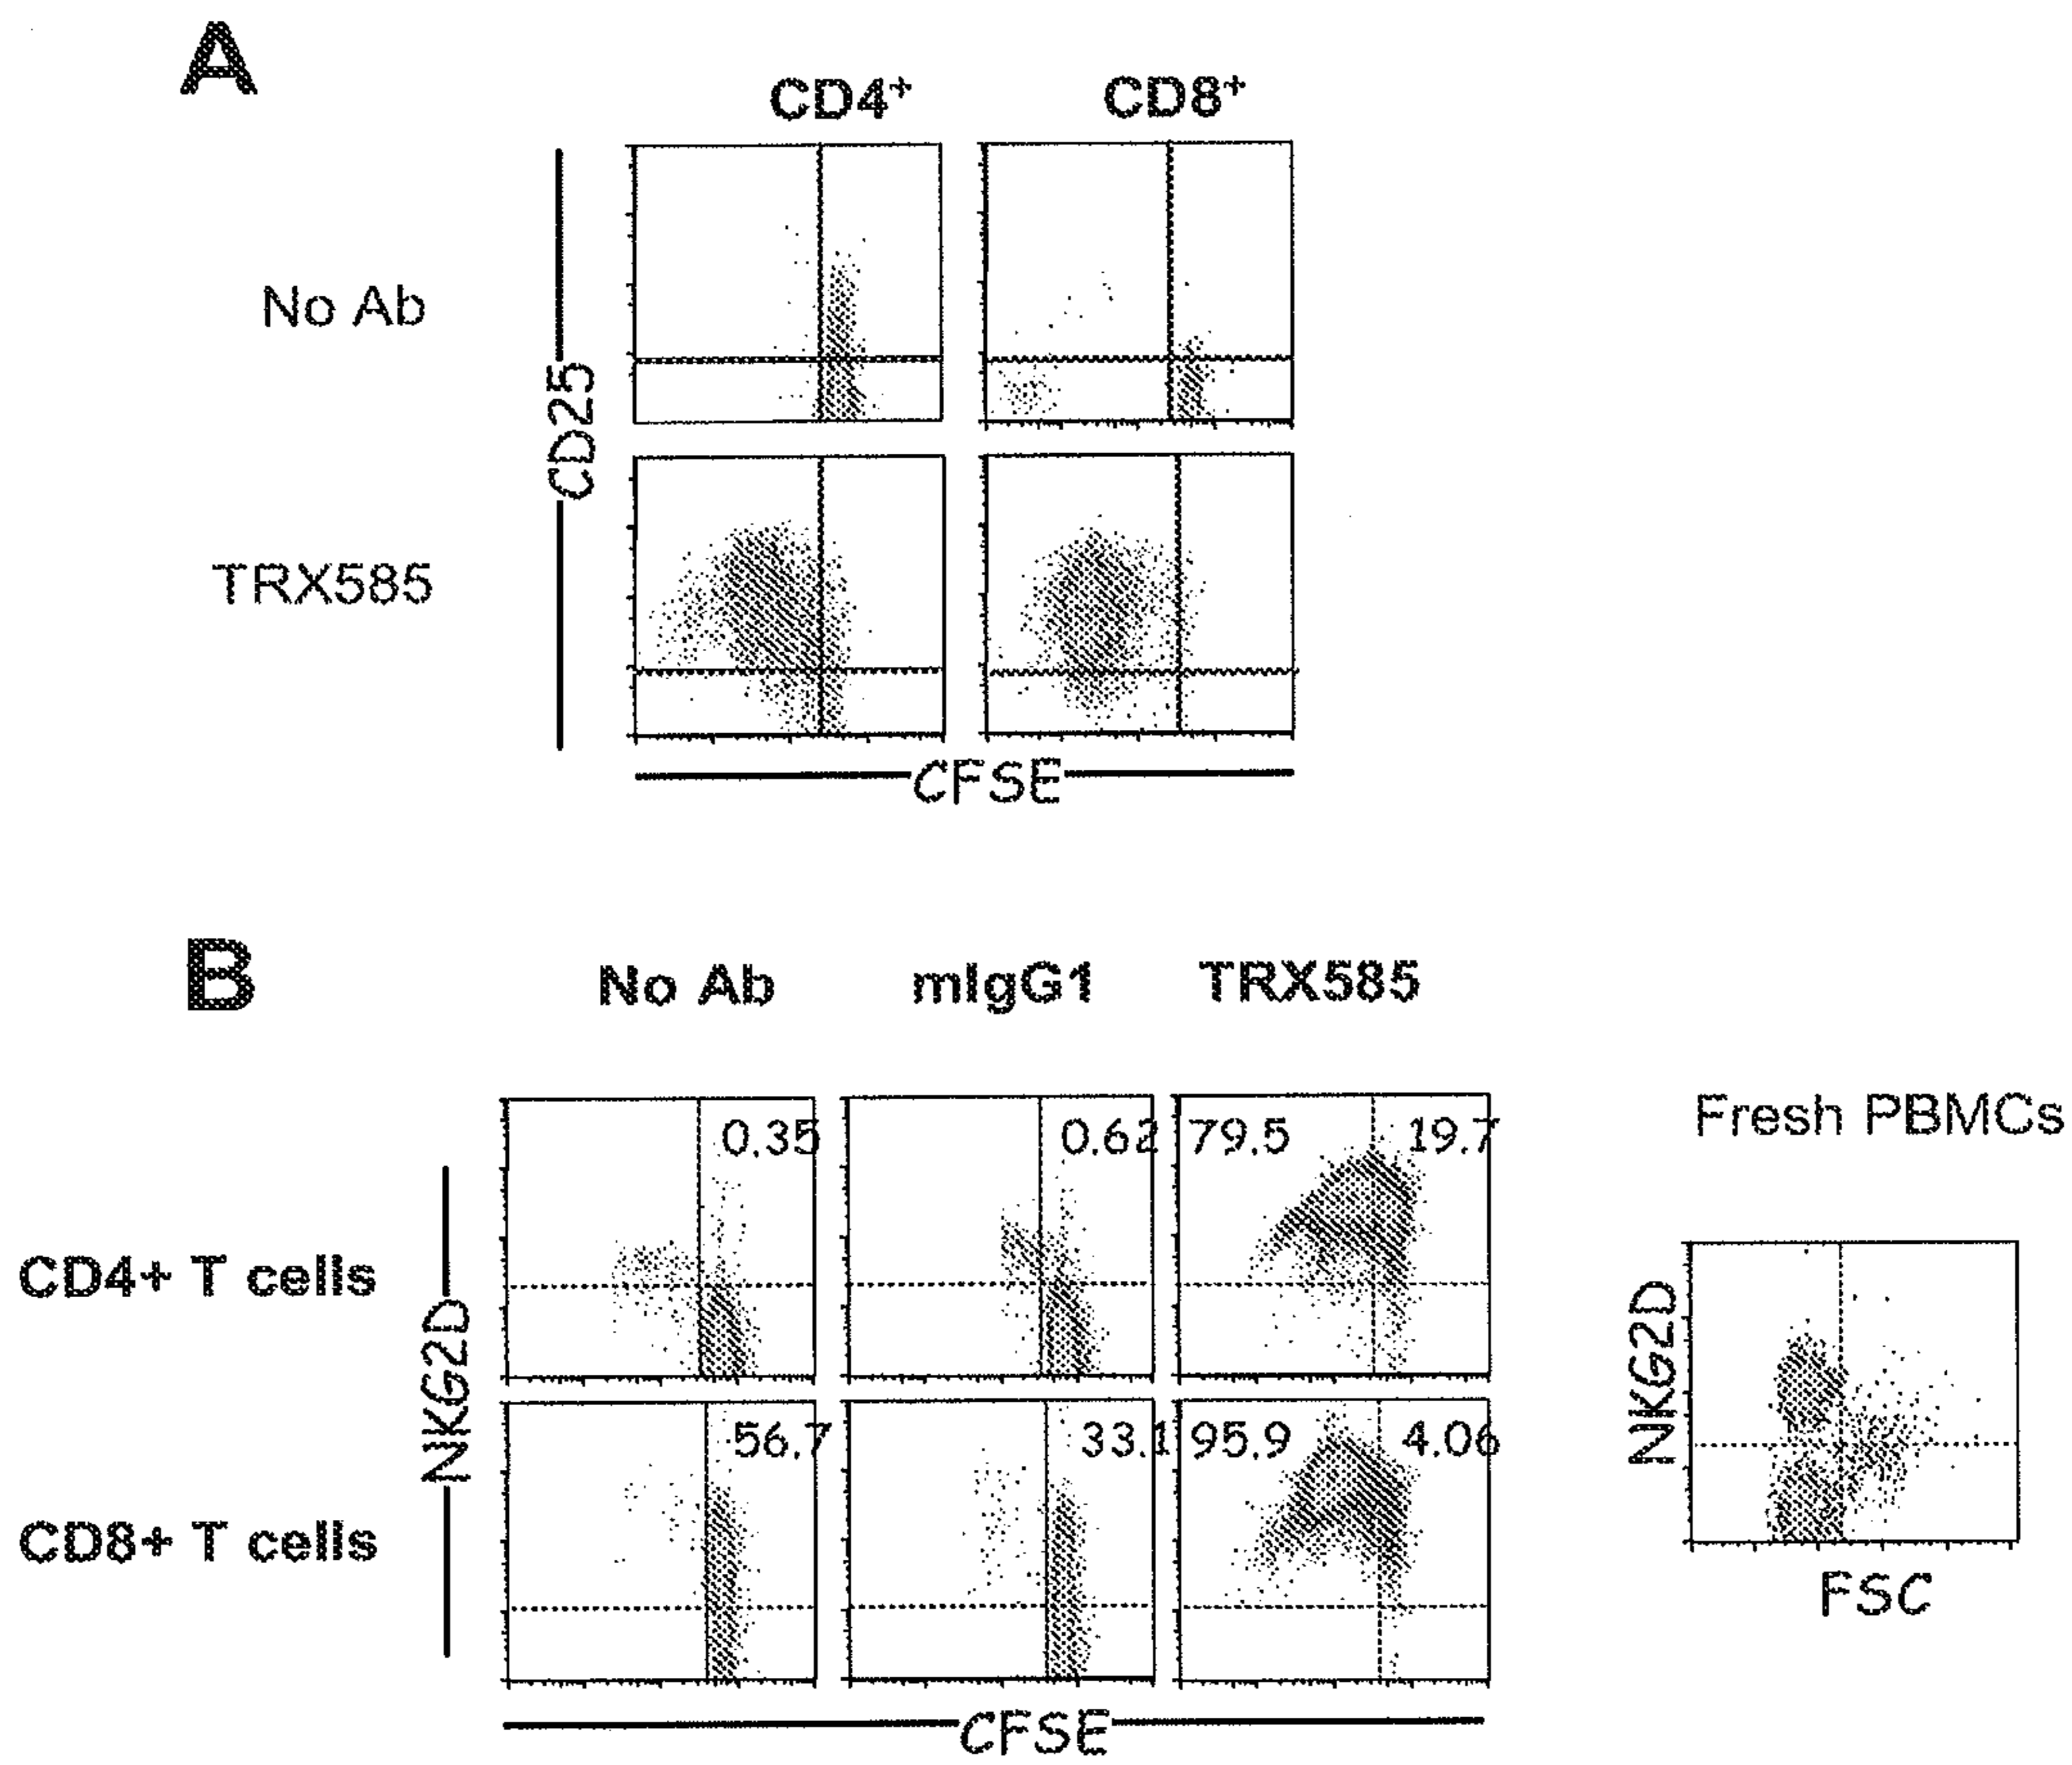 A
CD4+ CD8+
No Ab
CD25
TRX585
CFSE
B
No Ab mIgG1 TRX585
0.35 0.62 79.5 19.7
Fresh PBMCs
CD4+ T cells
NKG2D
56.7 33.1 95.9 4.06
NKG2D
CD8+ T cells
FSC
CFSE